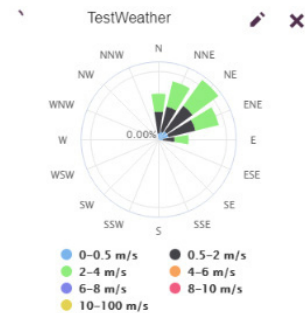 TestWeather
N
NNW NNE
NW NE
WNW ENE
0.00%
W E
WSW ESE
SW SE
SSW SSE
S
0-0.5 m/s 0.5-2 m/s
2-4 m/s 4-6 m/s
6-8 m/s 8-10 m/s
10-100 m/s